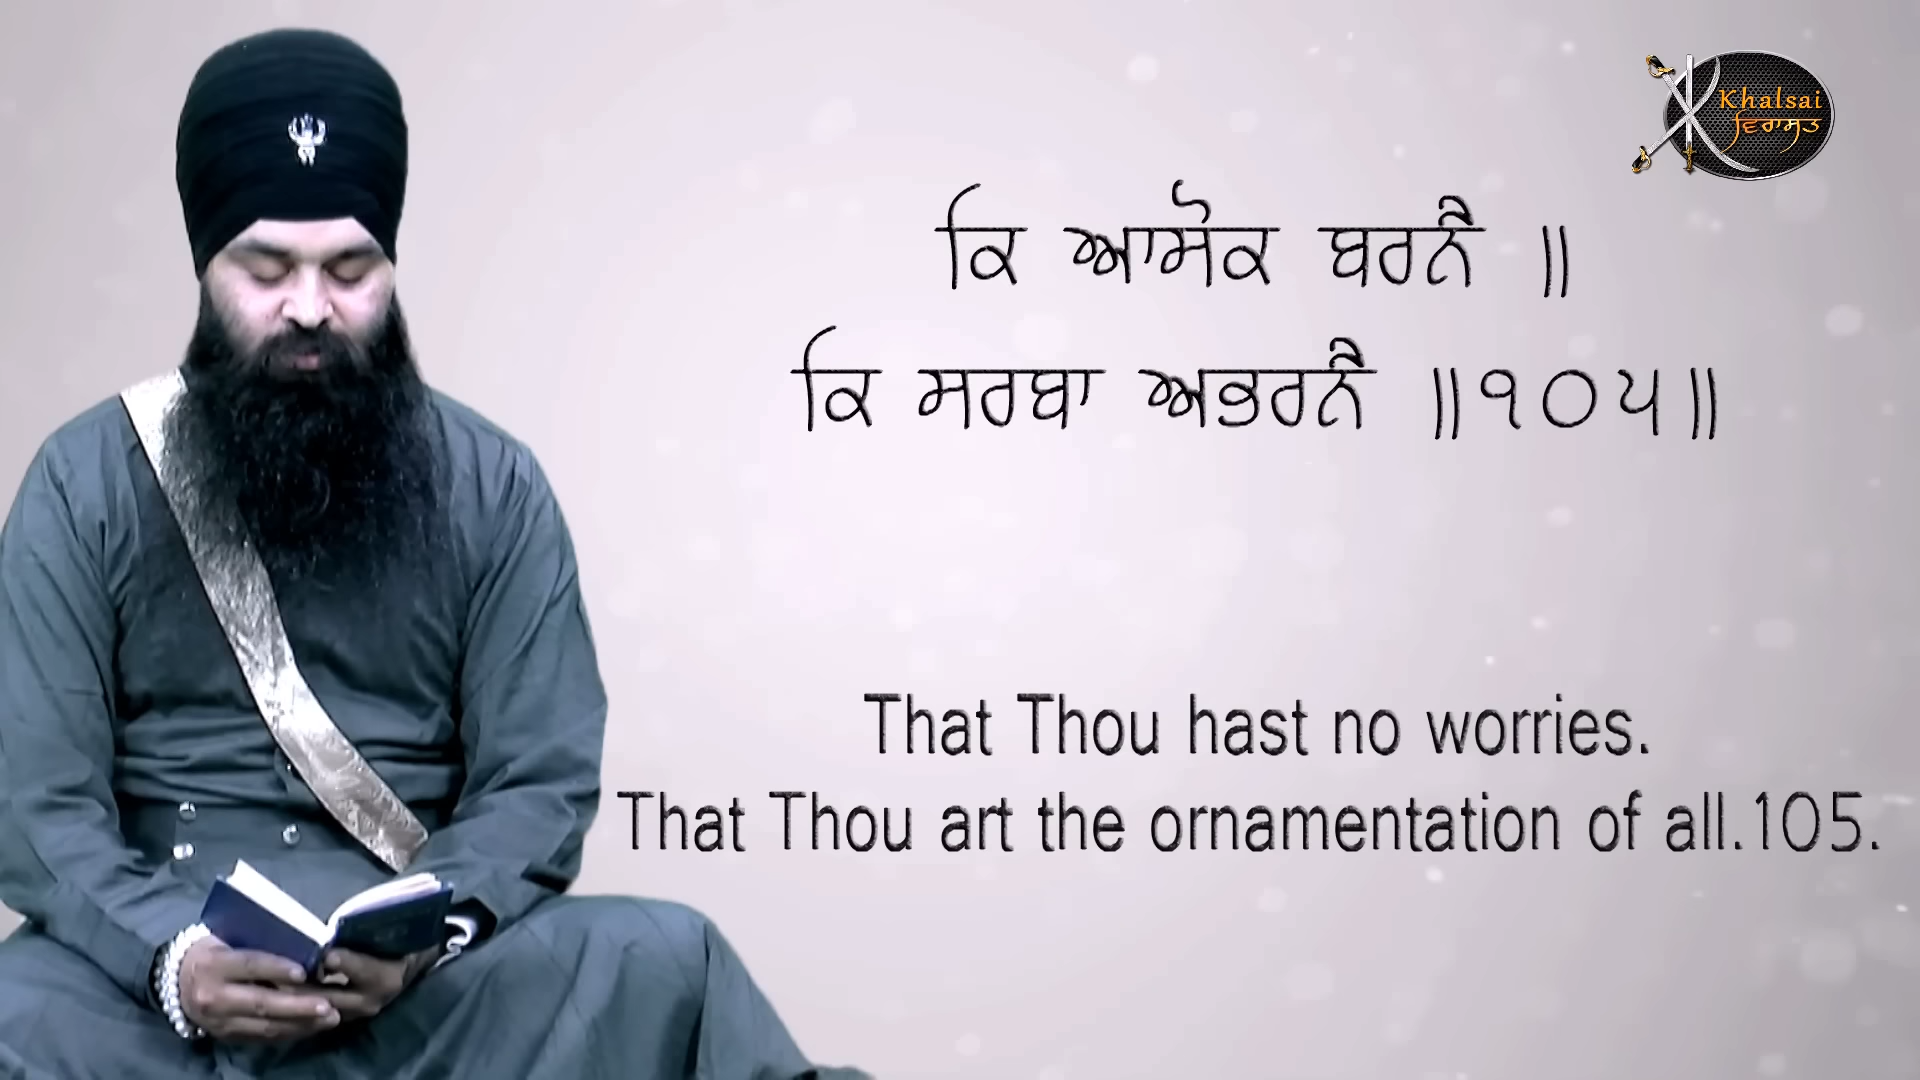 Khalsai
ਵਿਰਾਸਤ
ਕਿ ਆਸੋਕ ਬਰਨੈ ॥
ਕਿ ਸਰਬਾ ਅਭਰਨੈ ॥੧੦੫॥
That Thou hast no worries.
That Thou art the ornamentation of all.105.